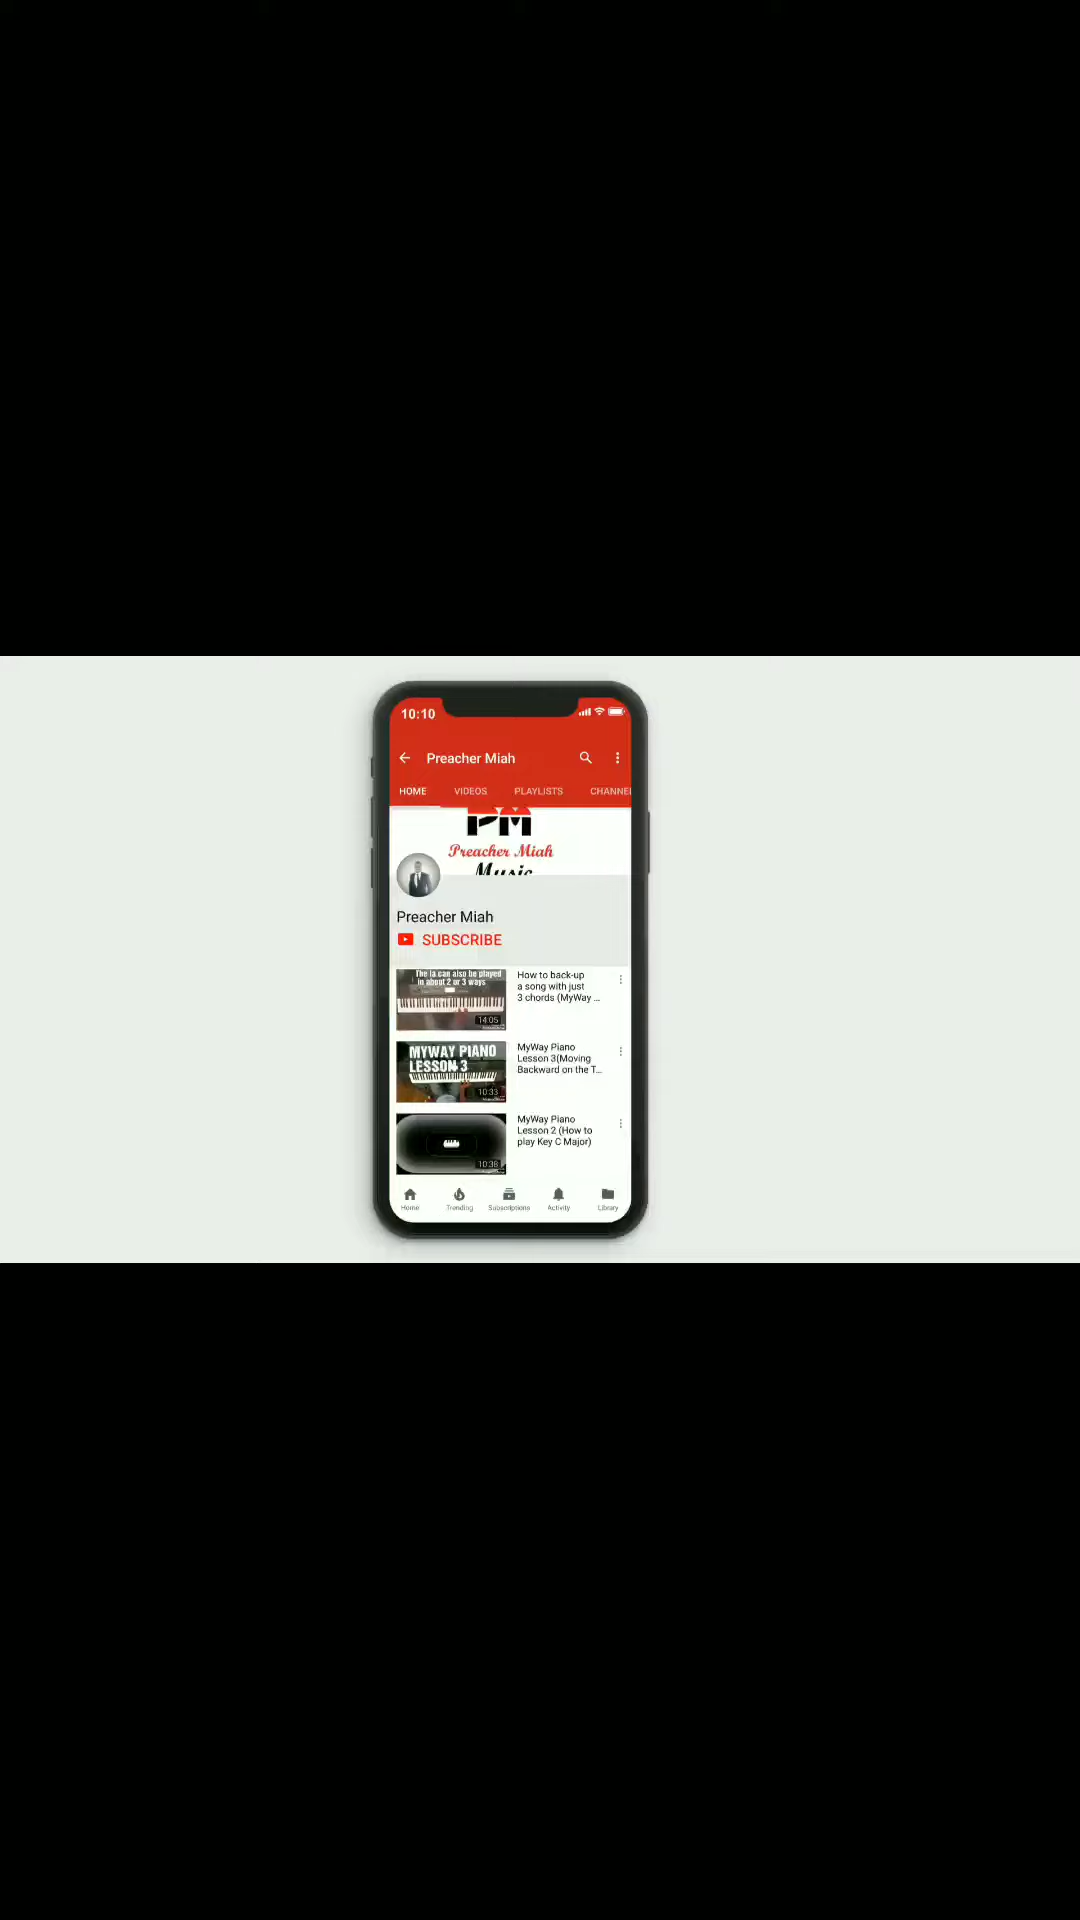 10:10
Preacher Miah
HOME VIDEOS PLAYLISTS CHANNEL
PM
Preacher Miah
Music
Preacher Miah
SUBSCRIBE
The la can also be played
in about 2 or 3 ways
14:05
How to back-up
a song with just
3 chords (MyWay ...
MYWAY PIANO
LESSON 3
10:33
MyWay Piano
Lesson 3(Moving
Backward on the T...
10:38
MyWay Piano
Lesson 2 (How to
play Key C Major)
Home Trending Subscriptions Activity Library